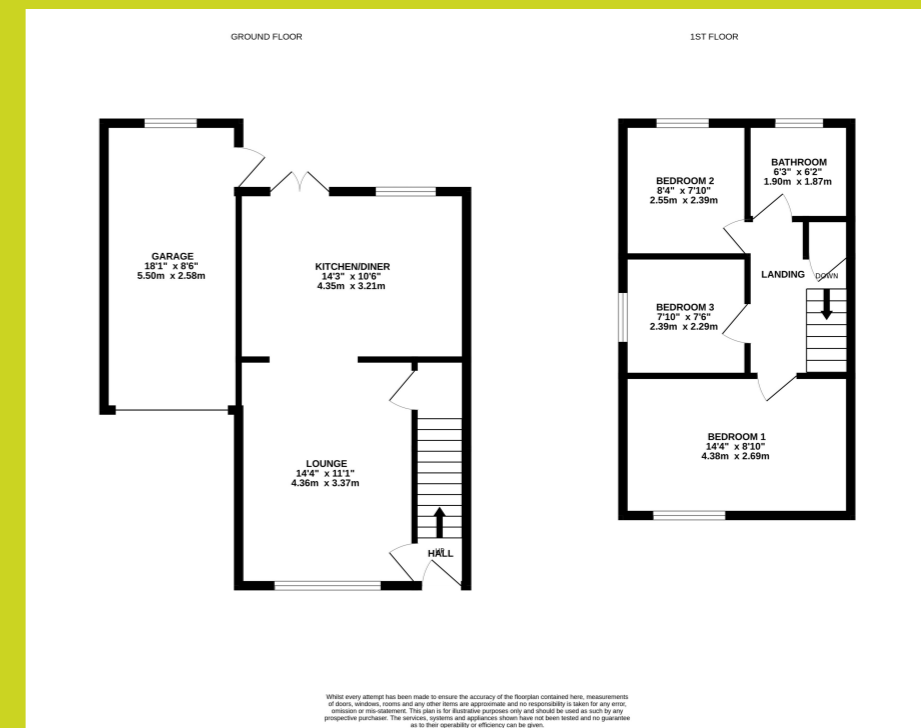 GROUND FLOOR
1ST FLOOR
GARAGE
18'1" x 8'6"
5.50m x 2.58m
KITCHEN/DINER
14'3" x 10'6"
4.35m x 3.21m
LOUNGE
14'4" x 11'1"
4.36m x 3.37m
HALL
BEDROOM 2
8'4" x 7'10"
2.55m x 2.39m
BATHROOM
6'3" x 6'2"
1.90m x 1.87m
LANDING
DOWN
BEDROOM 3
7'10" x 7'6"
2.39m x 2.29m
BEDROOM 1
14'4" x 8'10"
4.38m x 2.69m
Whilst every attempt has been made to ensure the accuracy of the floorplan contained here, measurements
of doors, windows, rooms and any other items are approximate and no responsibility is taken for any error,
omission or mis-statement. This plan is for illustrative purposes only and should be used as such by any
prospective purchaser. The services, systems and appliances shown have not been tested and no guarantee
as to their operability or efficiency can be given.